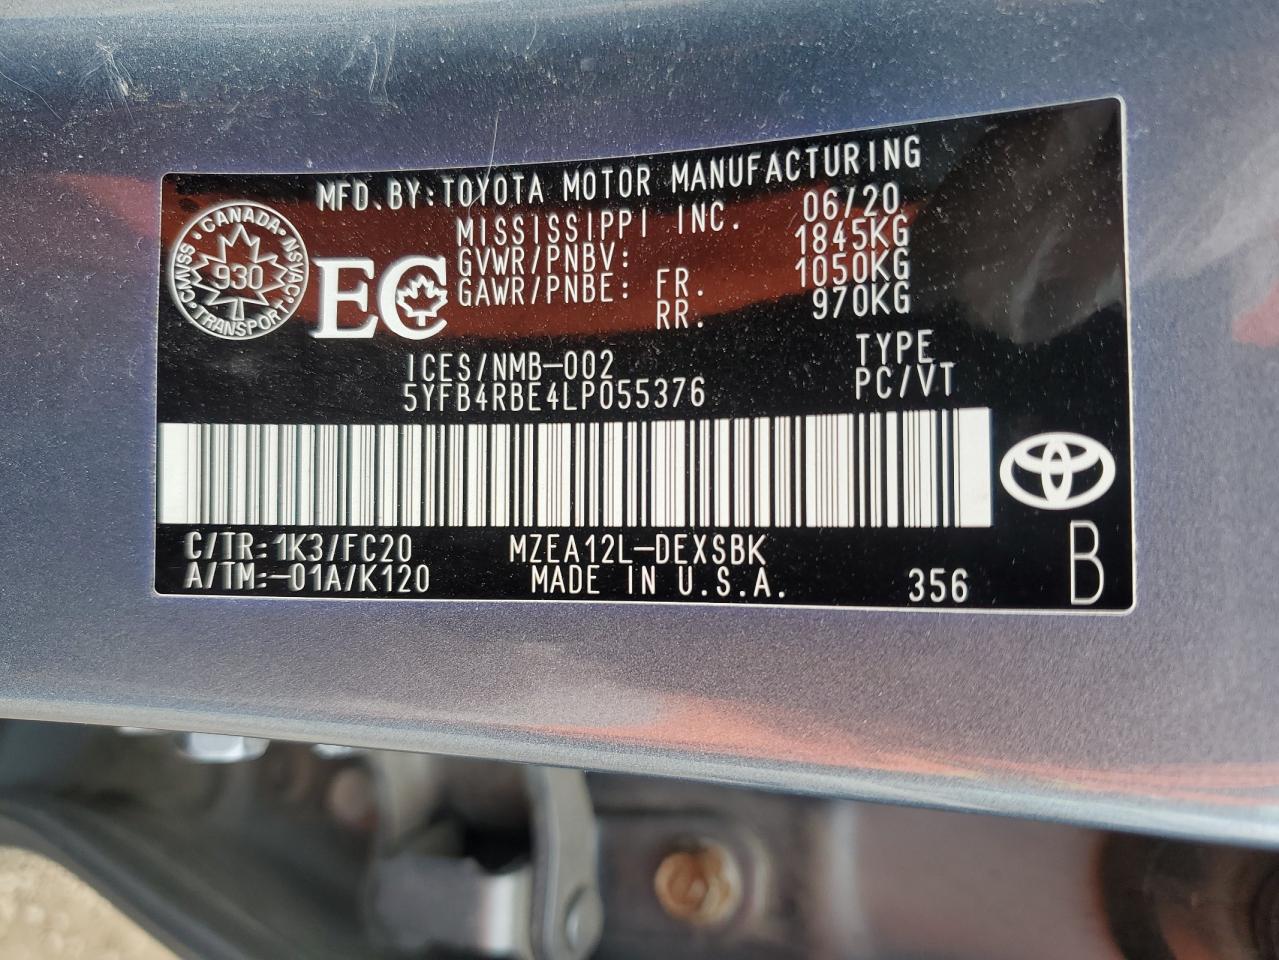 MFD. BY: TOYOTA MOTOR MANUFACTURING
MISSISSIPPI INC. 06/20
GVWR/PNBV: 1845KG
GAWR/PNBE: FR. 1050KG
RR. 970KG
CANADA
CMVSS NSVAC
930
TRANSPORT
EC
ICES/NMB-002 TYPE
5YFB4RBE4LP055376 PC/VT
C/TR: 1K3/FC20 MZEA12L-DEXSBK
A/TM: -01A/K120 MADE IN U.S.A. 356
B